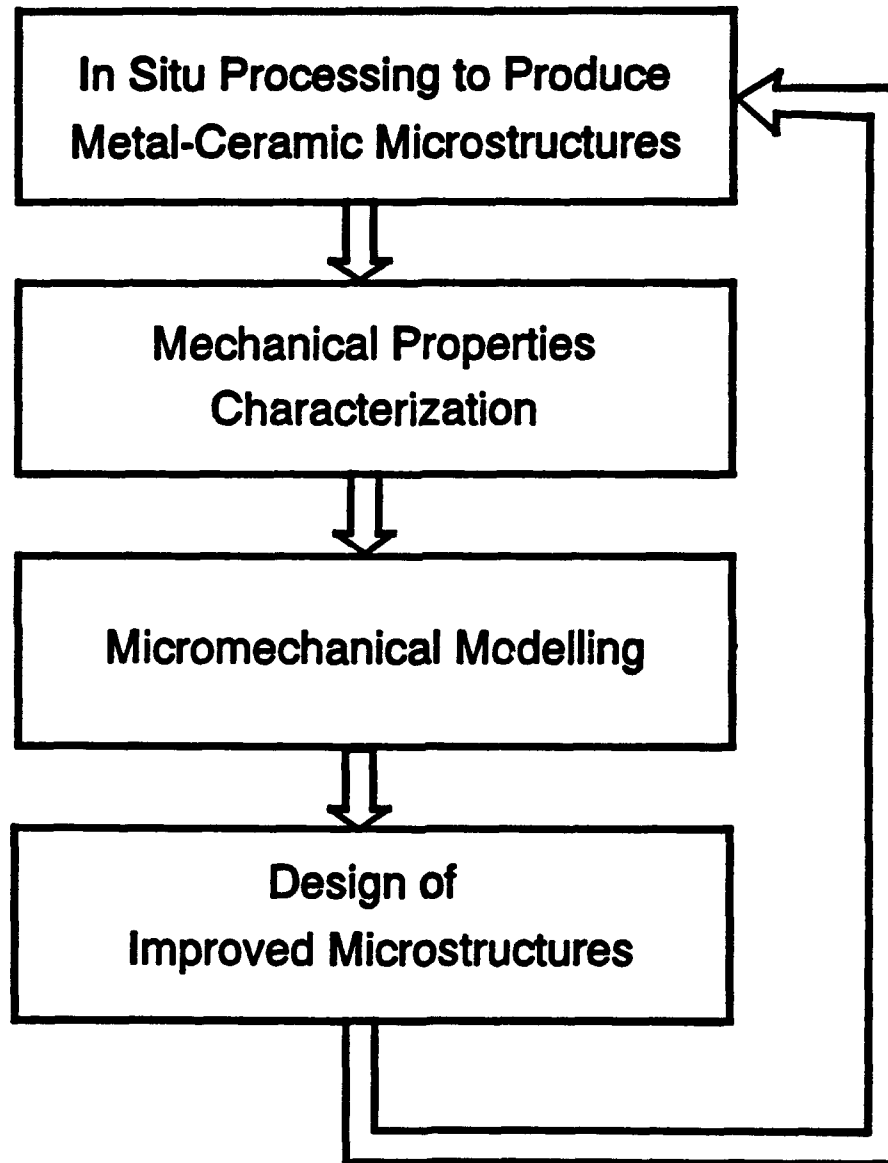 In Situ Processing to Produce
Metal-Ceramic Microstructures
Mechanical Properties
Characterization
Micromechanical Modelling
Design of
Improved Microstructures